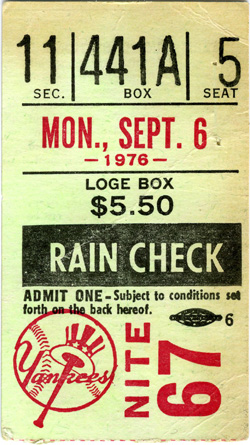 11 441A 5
SEC. BOX SEAT
MON., SEPT. 6
—1976—
LOGE BOX
$5.50
RAIN CHECK
ADMIT ONE—Subject to conditions set
forth on the back hereof.
6
Yankees
NITE
67